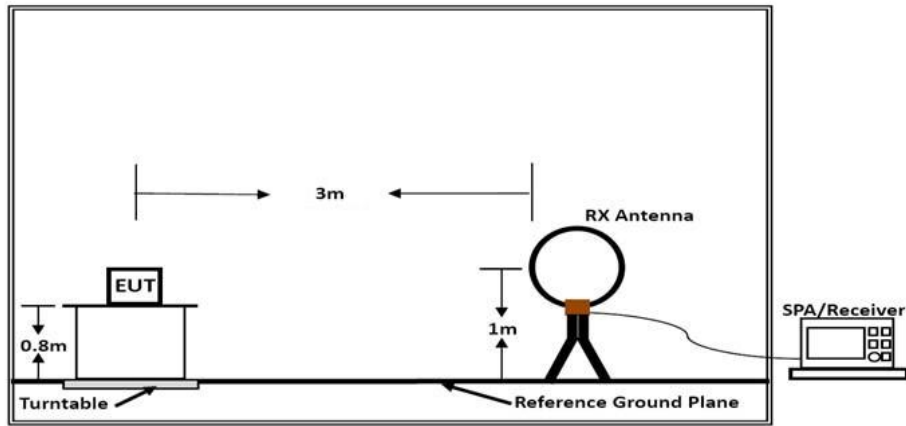 3m
RX Antenna
EUT
SPA/Receiver
1m
0.8m
Turntable
Reference Ground Plane